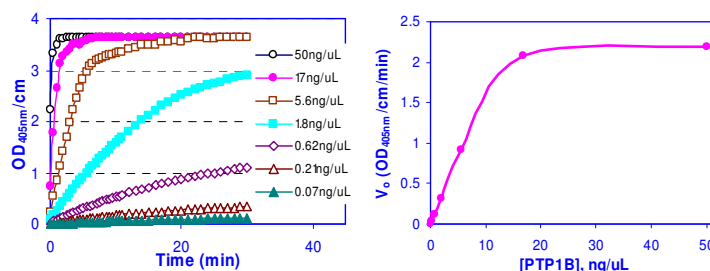 4
3
2
1
0
0
20
40
OD405nm/cm
Time (min)
50ng/uL
17ng/uL
5.6ng/uL
1.8ng/uL
0.62ng/uL
0.21ng/uL
0.07ng/uL
2.5
2
1.5
1
0.5
0
0
10
20
30
40
50
Vo (OD405nm/cm/min)
[PTP1B], ng/uL